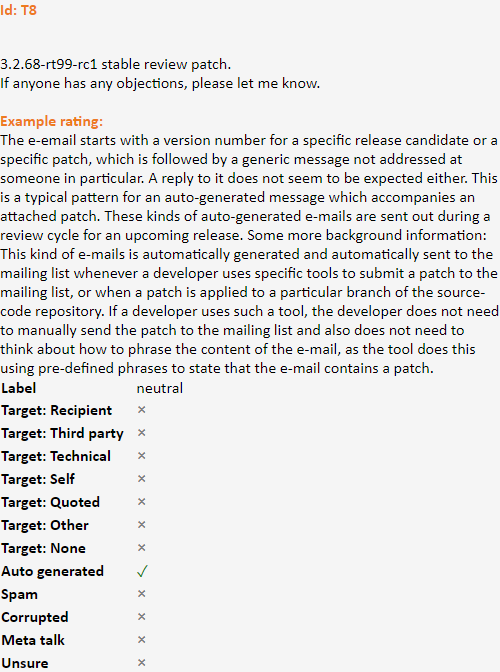 Id: T8
3.2.68-rt99-rc1 stable review patch.
If anyone has any objections, please let me know.
Example rating:
The e-email starts with a version number for a specific release candidate or a
specific patch, which is followed by a generic message not addressed at
someone in particular. A reply to it does not seem to be expected either. This
is a typical pattern for an auto-generated message which accompanies an
attached patch. These kinds of auto-generated e-mails are sent out during a
review cycle for an upcoming release. Some more background information:
This kind of e-mails is automatically generated and automatically sent to the
mailing list whenever a developer uses specific tools to submit a patch to the
mailing list, or when a patch is applied to a particular branch of the source-
code repository. If a developer uses such a tool, the developer does not need
to manually send the patch to the mailing list and also does not need to
think about how to phrase the content of the e-mail, as the tool does this
using pre-defined phrases to state that the e-mail contains a patch.
Label neutral
Target: Recipient ×
Target: Third party ×
Target: Technical ×
Target: Self ×
Target: Quoted ×
Target: Other ×
Target: None ×
Auto generated ✓
Spam ×
Corrupted ×
Meta talk ×
Unsure ×